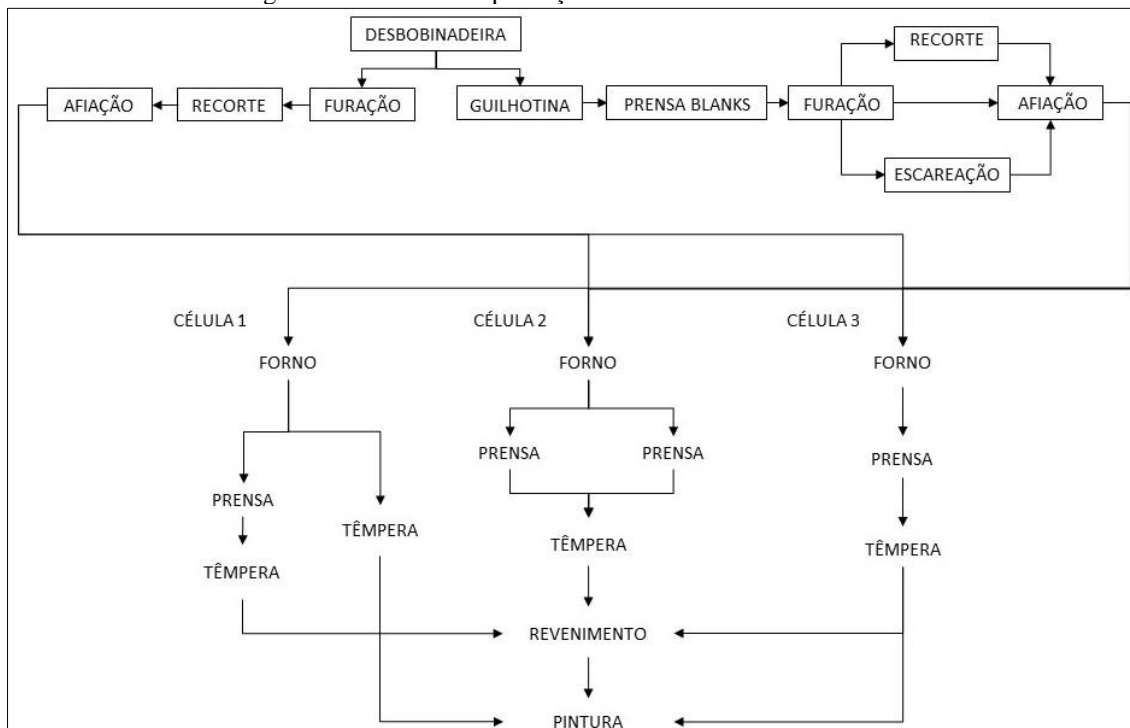 DESBOBINADEIRA
RECORTE
AFIAÇÃO
RECORTE
FURAÇÃO
GUILHOTINA
PRENSA BLANKS
FURAÇÃO
AFIAÇÃO
ESCAREAÇÃO
CÉLULA 1
CÉLULA 2
CÉLULA 3
FORNO
FORNO
FORNO
PRENSA
PRENSA
PRENSA
PRENSA
TÊMPERA
TÊMPERA
TÊMPERA
TÊMPERA
REVENIMENTO
PINTURA